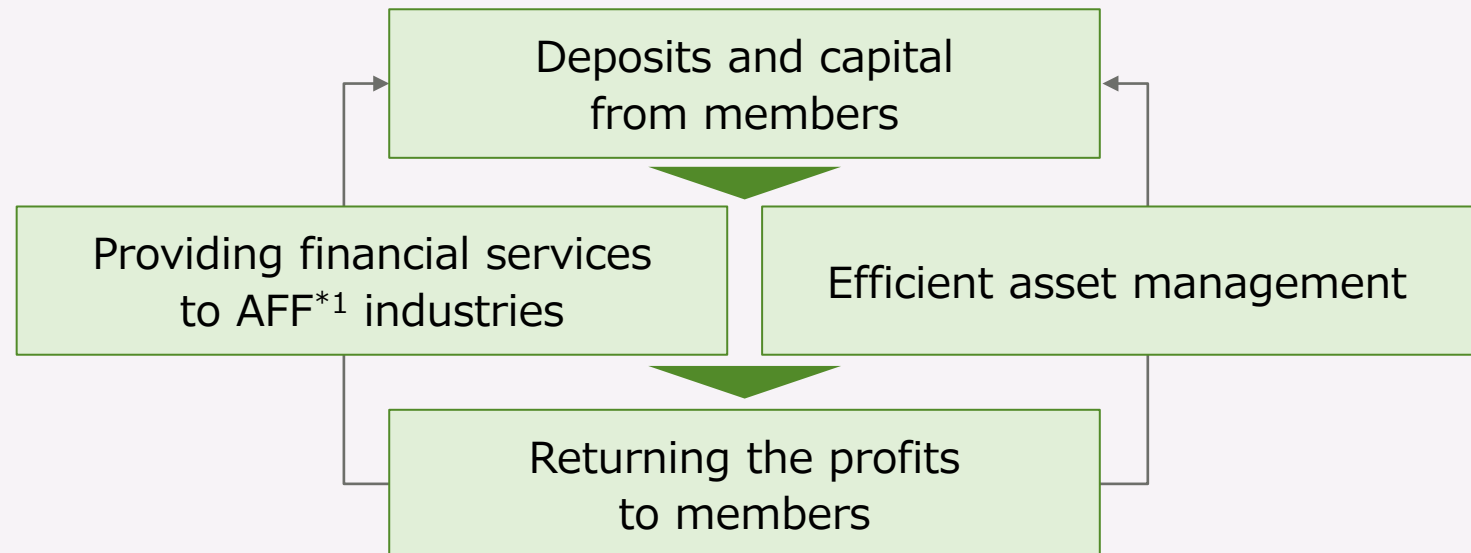 Deposits and capital
from members
Providing financial services
to AFF*1 industries
Efficient asset management
Returning the profits
to members